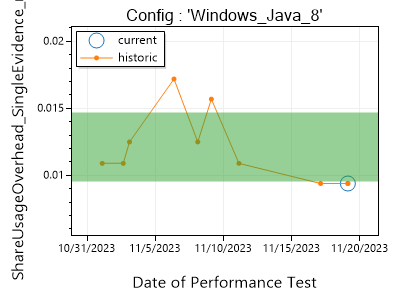 Config : 'Windows_Java_8'
ShareUsageOverhead_SingleEvidence_
0.02
0.015
0.01
current
historic
10/31/2023 11/5/2023 11/10/2023 11/15/2023 11/20/2023
Date of Performance Test